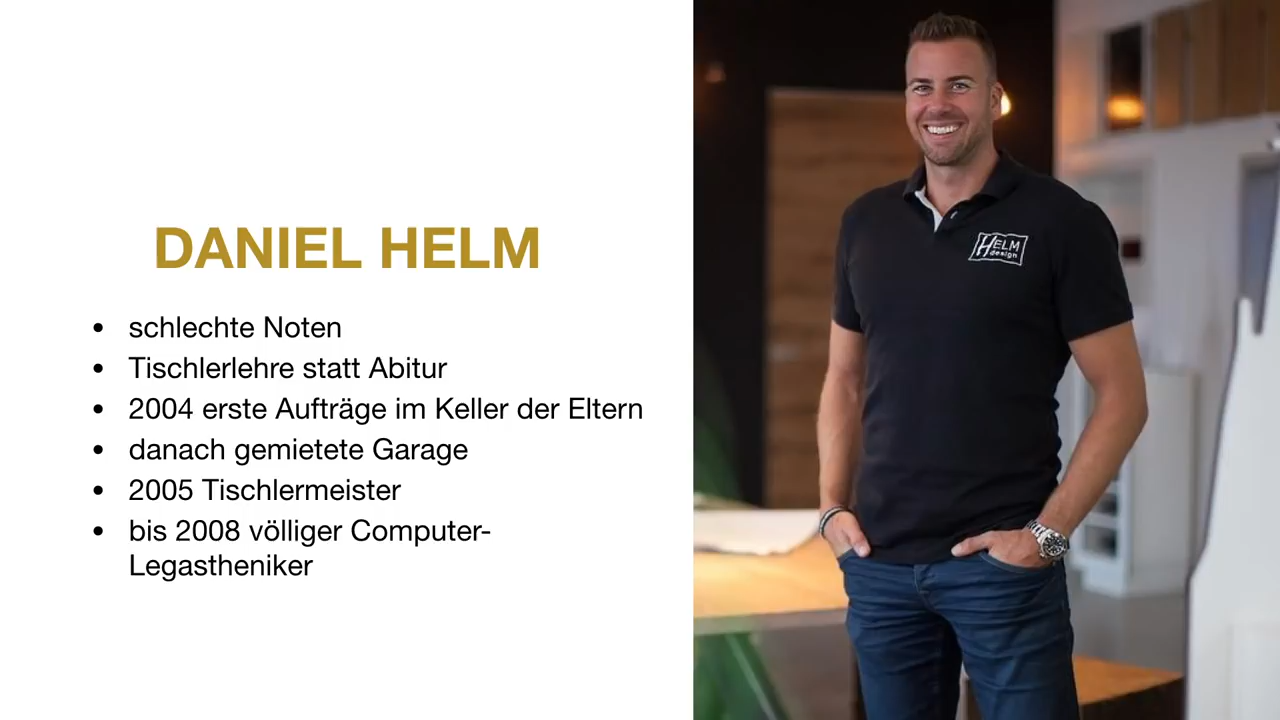 DANIEL HELM
• schlechte Noten
• Tischlerlehre statt Abitur
• 2004 erste Aufträge im Keller der Eltern
• danach gemietete Garage
• 2005 Tischlermeister
• bis 2008 völliger Computer-
Legastheniker
HELM
design